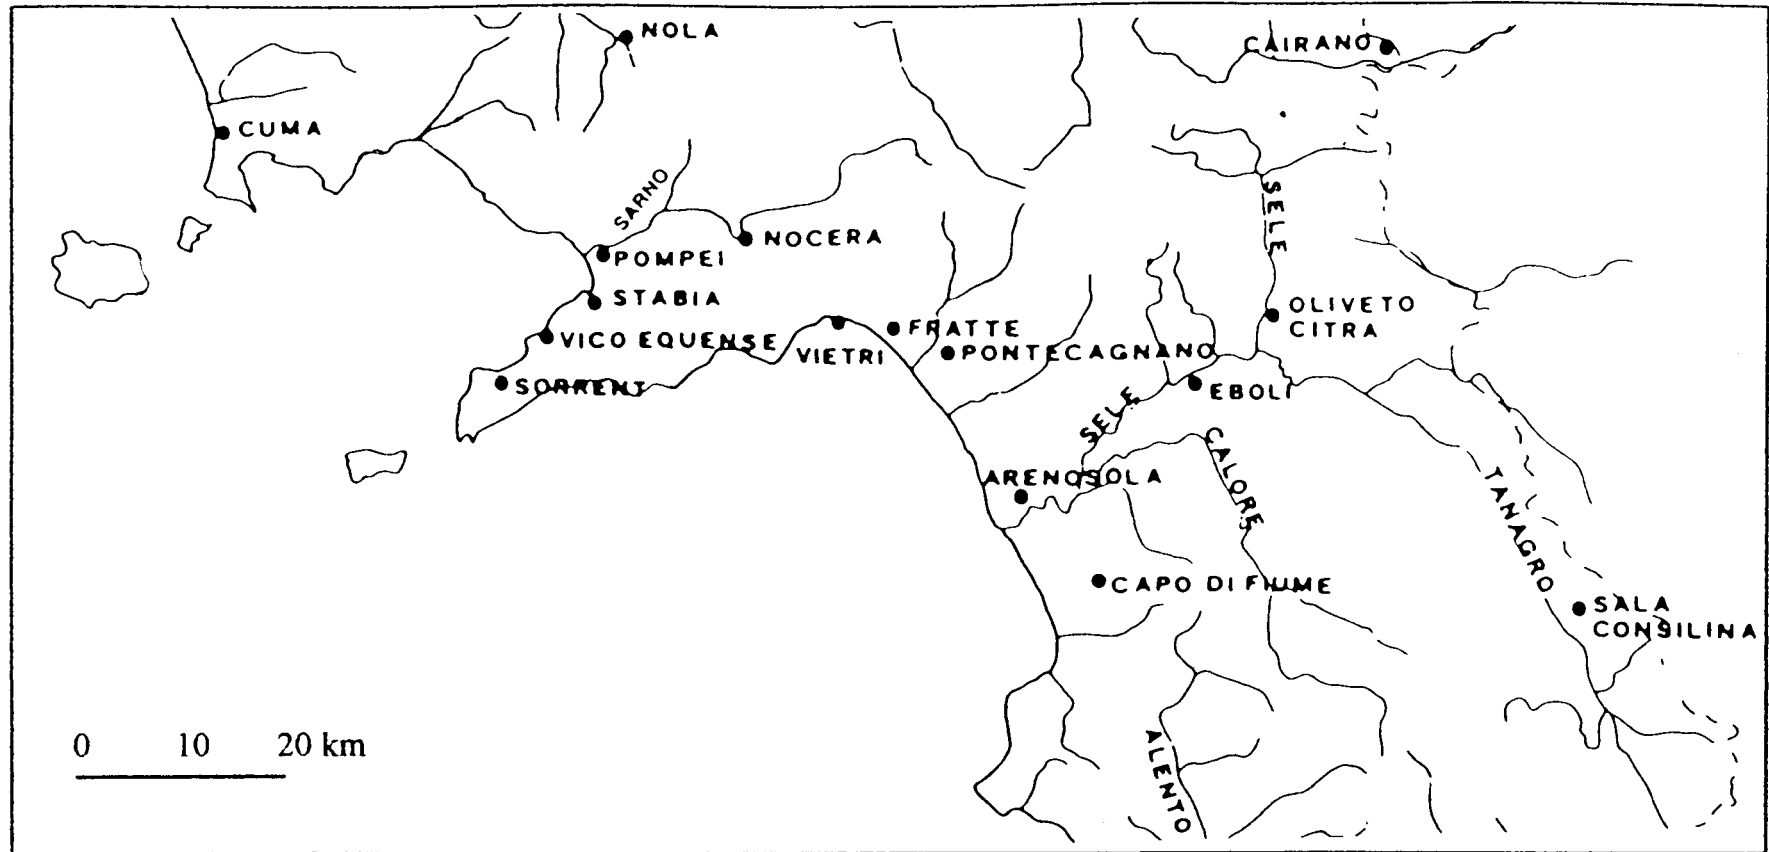 NOLA
CAIRANO
CUMA
SARNO
SELE
NOCERA
POMPEI
STABIA
OLIVETO
CITRA
FRATTE
VICO EQUENSE
VIETRI
PONTECAGNANO
SORRENT
EBOLI
SELE
CALORE
ARENOSOLA
TANAGRO
CAPO DI FIUME
SALA
CONSILINA
ALENTO
0 10 20 km